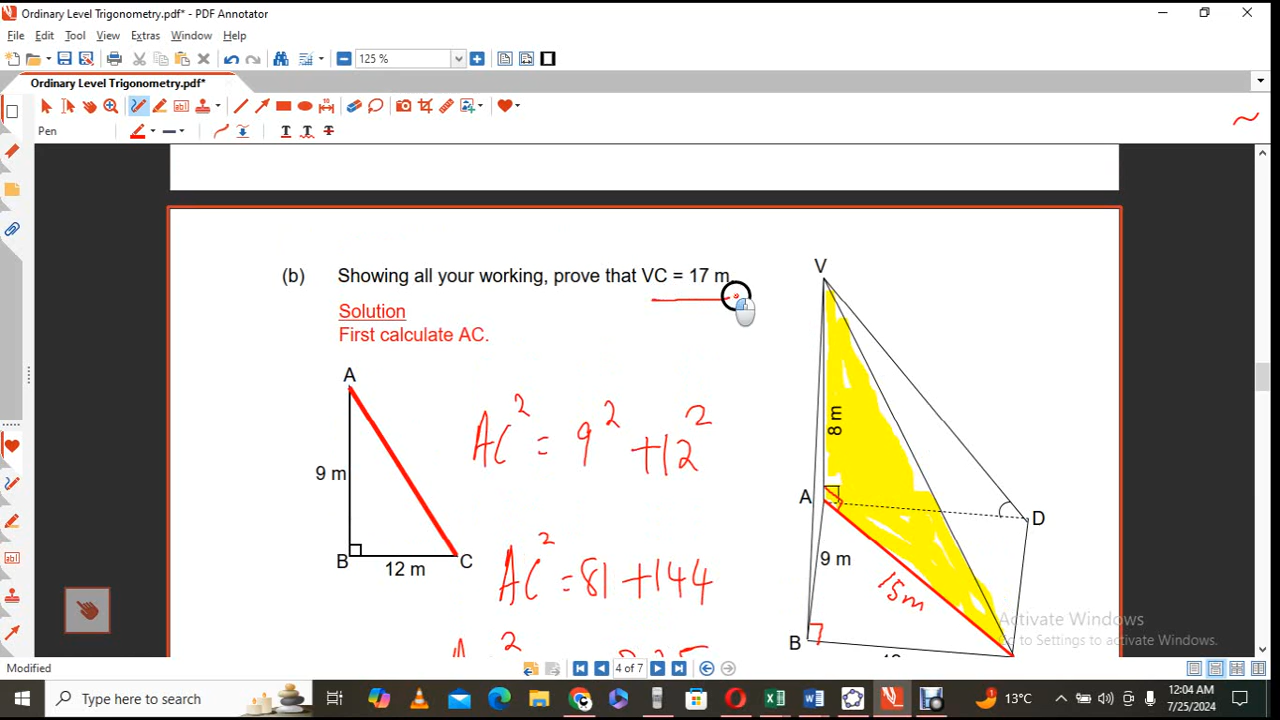 Ordinary Level Trigonometry.pdf* - PDF Annotator
File Edit Tool View Extras Window Help
125 %
Ordinary Level Trigonometry.pdf*
Pen
T T T
(b) Showing all your working, prove that VC = 17 m
Solution
First calculate AC.
A
9 m
B
12 m
C
AC² = 9² + 12²
AC² = 81 + 144
V
8 m
A
D
9 m
15m
B
Activate Windows
Go to Settings to activate Windows.
Modified
4 of 7
Type here to search
13°C
12:04 AM
7/25/2024